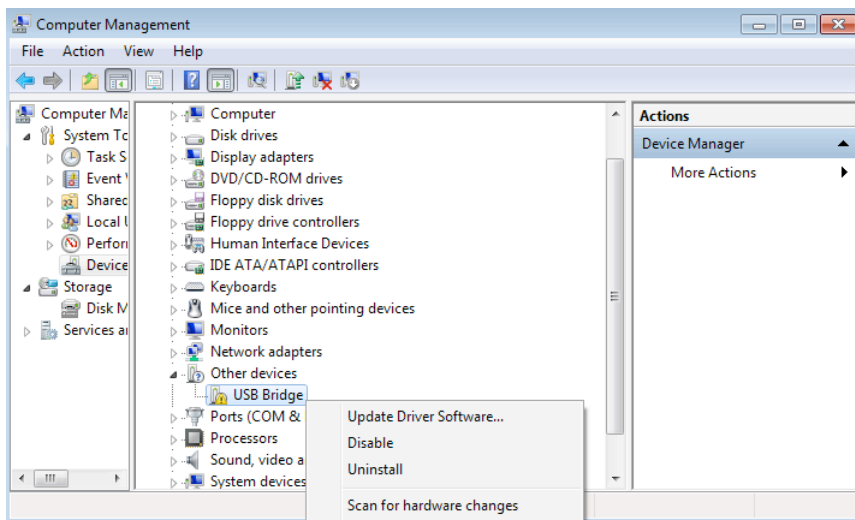 Computer Management
File Action View Help
Computer Ma
System To
Task S
Event
Shared
Local U
Perfor
Device
Storage
Disk M
Services a
Computer
Disk drives
Display adapters
DVD/CD-ROM drives
Floppy disk drives
Floppy drive controllers
Human Interface Devices
IDE ATA/ATAPI controllers
Keyboards
Mice and other pointing devices
Monitors
Network adapters
Other devices
USB Bridge
Ports (COM &
Processors
Sound, video a
System devices
Update Driver Software...
Disable
Uninstall
Scan for hardware changes
Actions
Device Manager
More Actions